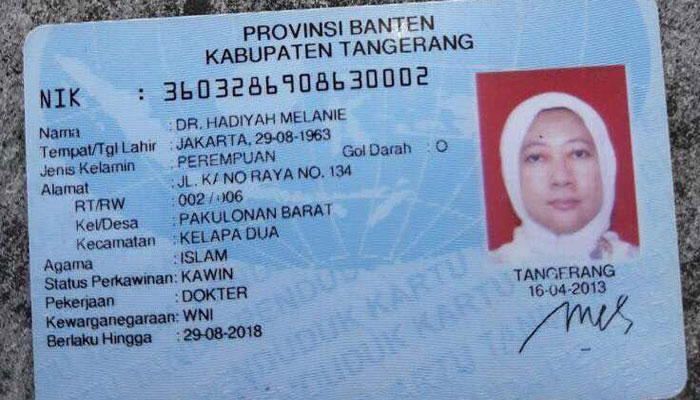 PROVINSI BANTEN
KABUPATEN TANGERANG
NIK : 3603286908630002
Nama : DR. HADIYAH MELANIE
Tempat/Tgl Lahir : JAKARTA, 29-08-1963
Jenis Kelamin : PEREMPUAN Gol Darah : O
Alamat : JL. KANO RAYA NO. 134
RT/RW : 002 / 006
Kel/Desa : PAKULONAN BARAT
Kecamatan : KELAPA DUA
Agama : ISLAM
Status Perkawinan: KAWIN
Pekerjaan : DOKTER
Kewarganegaraan: WNI
Berlaku Hingga : 29-08-2018
TANGERANG
16-04-2013